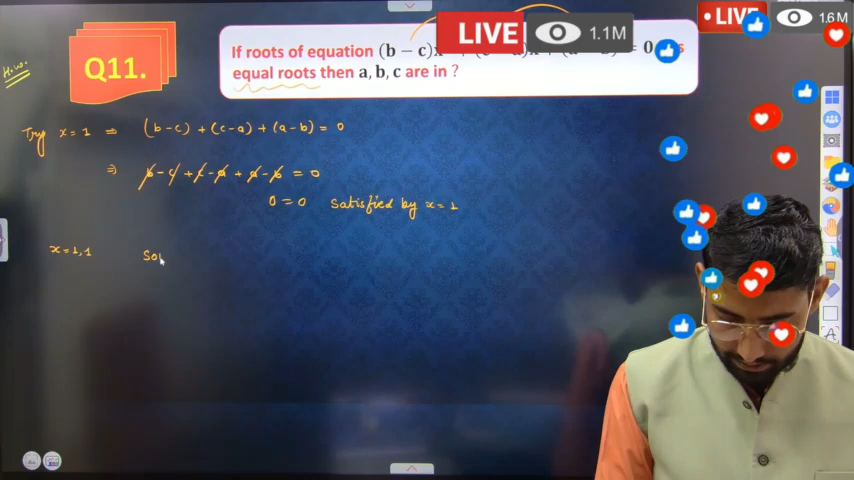 LIVE 1.1M
LIVE 1.6M
H.W.
Q11.
If roots of equation (b − c)x
equal roots then a, b, c are in ?
Try x = 1 ⇒ (b-c) + (c-a) + (a-b) = 0
⇒ b - c + c - a + a - b = 0
0 = 0 Satisfied by x = 1
x = 1, 1 So
A